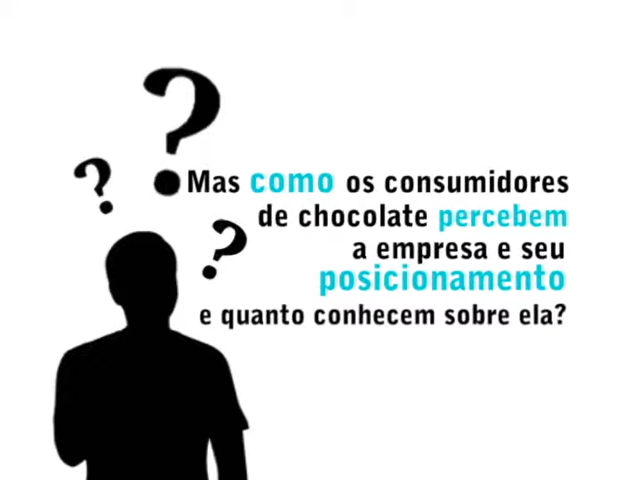 Mas como os consumidores
de chocolate percebem
a empresa e seu
posicionamento
e quanto conhecem sobre ela?